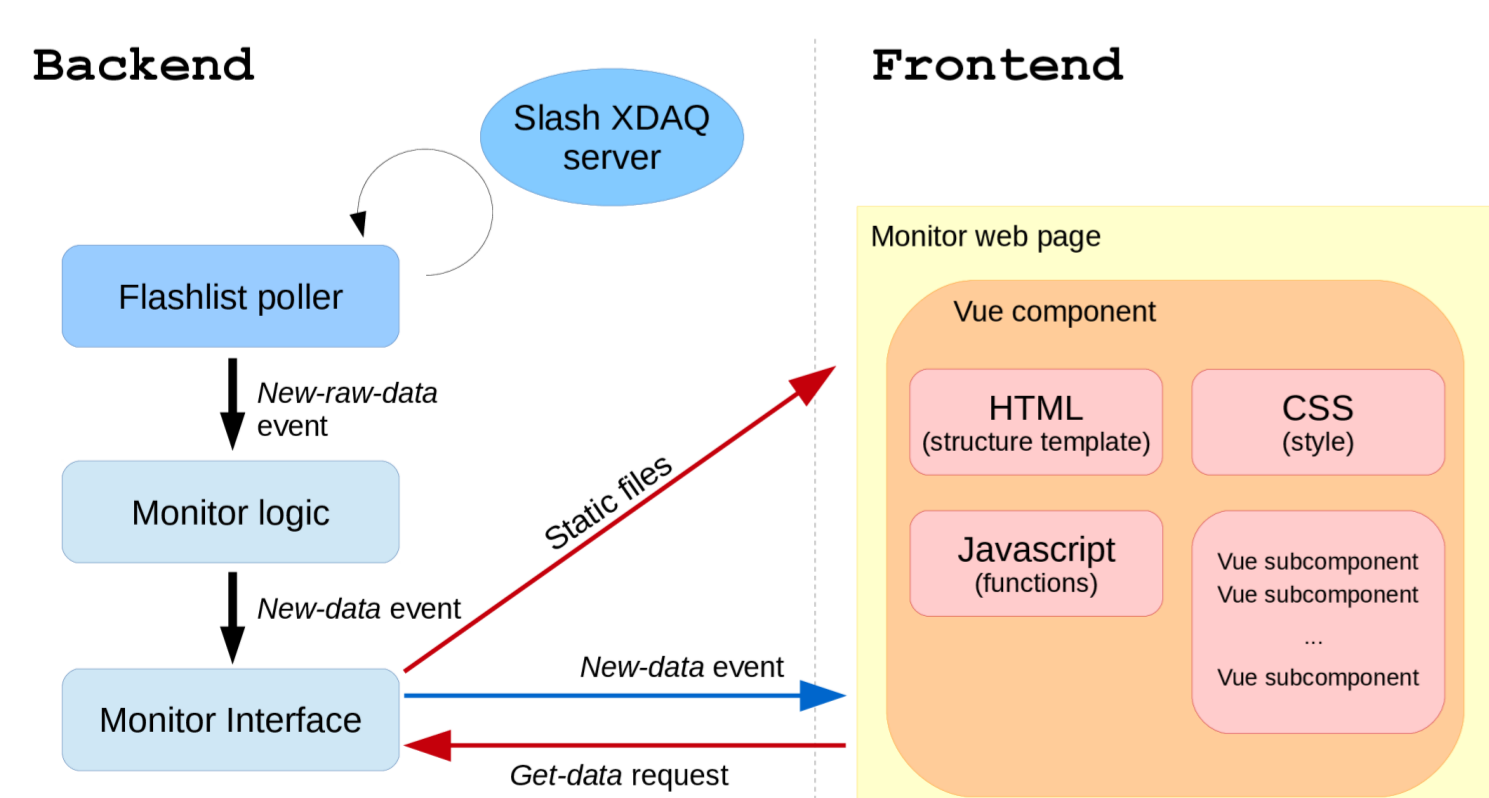 Backend
Frontend
Slash XDAQ
server
Flashlist poller
New-raw-data
event
Monitor logic
New-data event
Monitor Interface
Static files
New-data event
Get-data request
Monitor web page
Vue component
HTML
(structure template)
CSS
(style)
Javascript
(functions)
Vue subcomponent
Vue subcomponent
...
Vue subcomponent